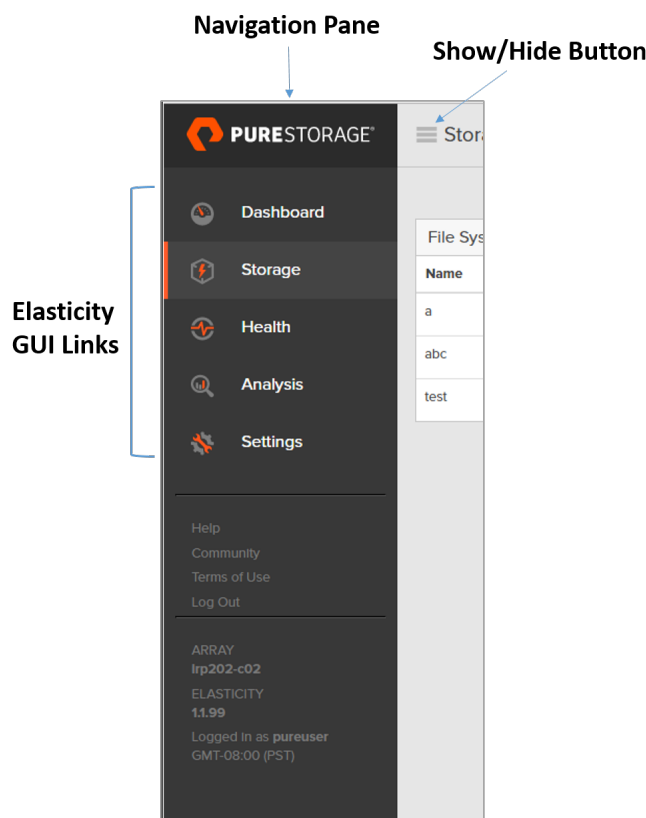 Navigation Pane
Show/Hide Button
PURESTORAGE®
Stor
Dashboard
File Sys
Storage
Name
Elasticity
GUI Links
Health
a
abc
Analysis
test
Settings
Help
Community
Terms of Use
Log Out
ARRAY
lrp202-c02
ELASTICITY
1.1.99
Logged in as pureuser
GMT-08:00 (PST)